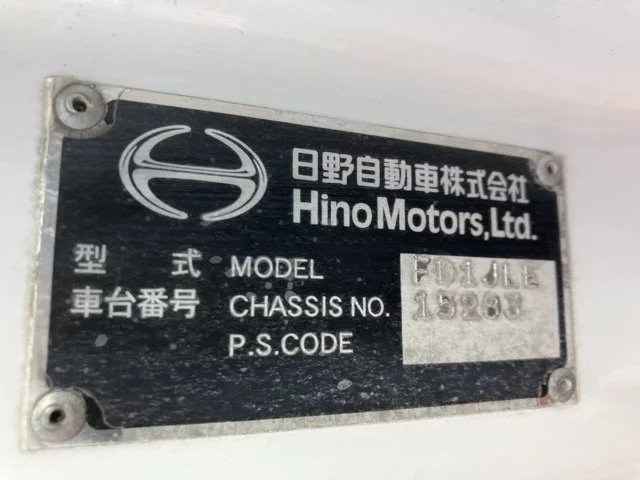 日野自動車株式会社
Hino Motors, Ltd.
型 式 MODEL FD1JLE
車台番号 CHASSIS NO. 15283
P.S.CODE